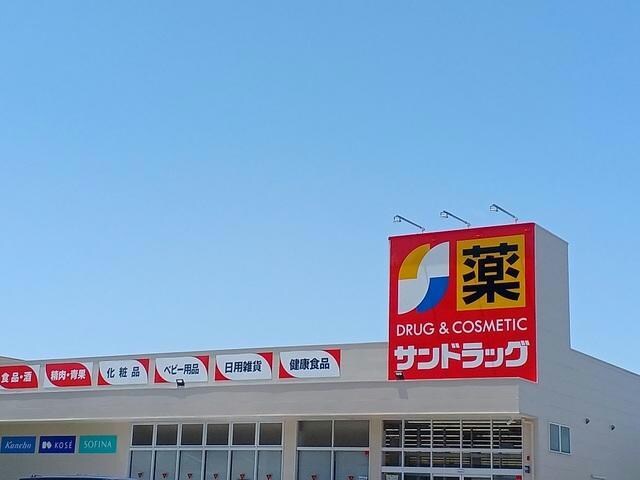 薬
DRUG & COSMETIC
サンドラッグ
食品・酒
精肉・青果
化粧品
ベビー用品
日用雑貨
健康食品
Kanebo
KOSÉ
SOFINA